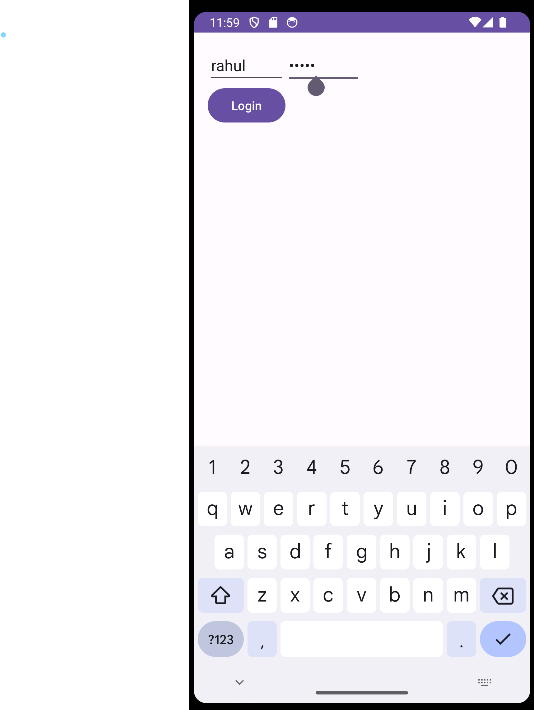 11:59
rahul •••••
Login
1 2 3 4 5 6 7 8 9 0
q w e r t y u i o p
a s d f g h j k l
z x c v b n m
?123 , .